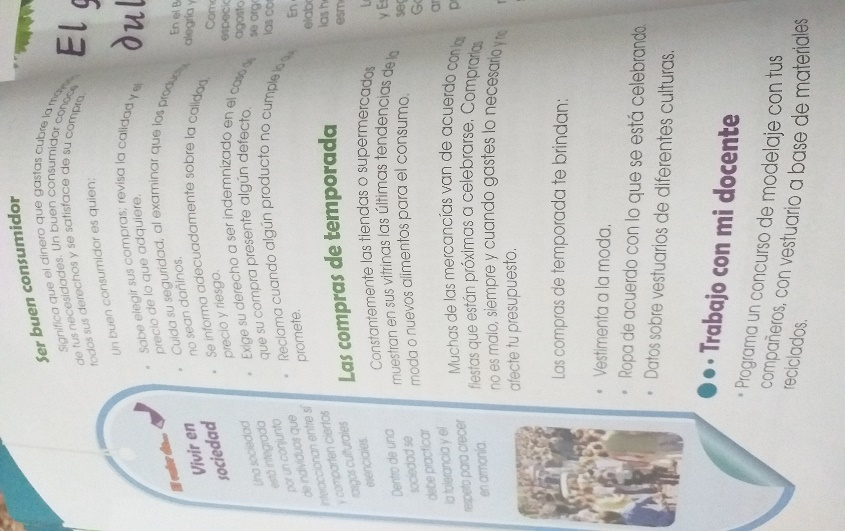 Ser buen consumidor
Significa que el dinero que gastas cubre la
de tus necesidades. Un buen consumidor conoce
todos sus derechos y se satisface de su compra.
Un buen consumidor es quien:
• Sabe elegir sus compras; revisa la calidad y el
precio de lo que adquiere.
• Cuida su seguridad, al examinar que los
no sean dañinos.
• Se informa adecuadamente sobre la calidad,
precio y riesgo.
• Exige su derecho a ser indemnizado en el caso
que su compra presente algún defecto.
• Reclama cuando algún producto no cumple lo
promete.
Las compras de temporada
Constantemente las tiendas o supermercados
muestran en sus vitrinas las últimas tendencias de la
moda o nuevos alimentos para el consumo.
Muchas de las mercancías van de acuerdo con las
fiestas que están próximas a celebrarse. Comprarlas
no es malo, siempre y cuando gastes lo necesario y no
afecte tu presupuesto.
Las compras de temporada te brindan:
• Vestimenta a la moda.
• Ropa de acuerdo con lo que se está celebrando.
• Datos sobre vestuarios de diferentes culturas.
Trabajo con mi docente
• Programa un concurso de modelaje con tus
compañeros, con vestuario a base de materiales
reciclados.
Vivir en
sociedad
Una sociedad
está integrada
por un conjunto
de individuos que
interaccionan entre sí
y comparten ciertos
rasgos culturales
esenciales.
Dentro de una
sociedad se
debe practicar
la tolerancia y el
respeto para crecer
en armonía.
El
En el
alegría y
agosto
las
En